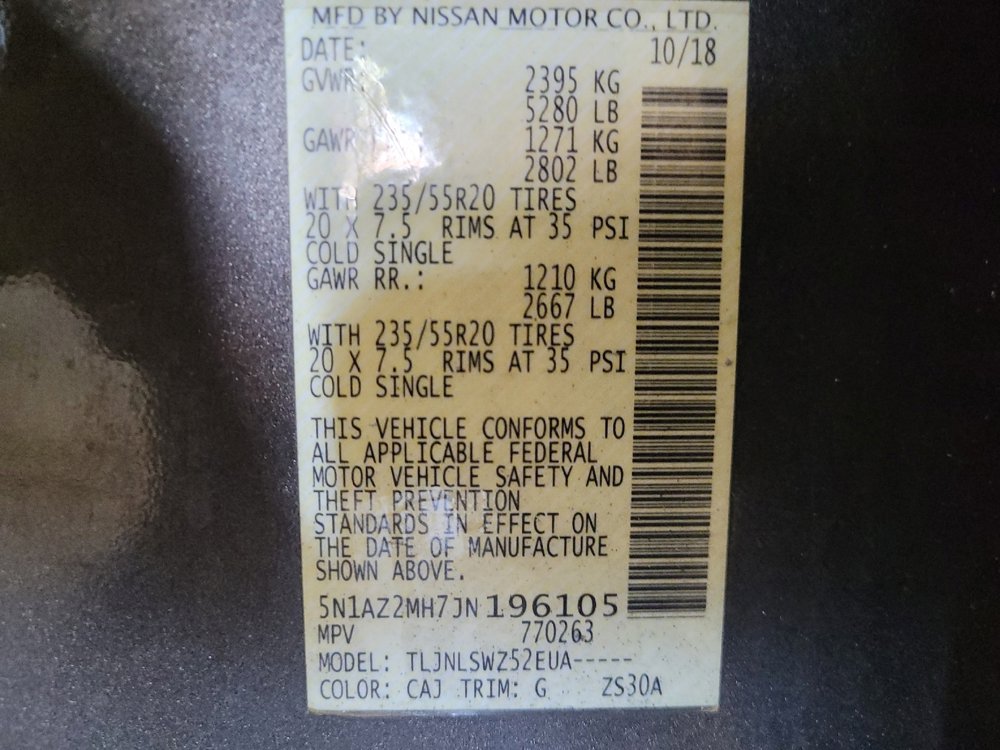 MFD BY NISSAN MOTOR CO., LTD.
DATE: 10/18
GVWR: 2395 KG
5280 LB
GAWR 1271 KG
2802 LB
WITH 235/55R20 TIRES
20 X 7.5 RIMS AT 35 PSI
COLD SINGLE
GAWR RR.: 1210 KG
2667 LB
WITH 235/55R20 TIRES
20 X 7.5 RIMS AT 35 PSI
COLD SINGLE
THIS VEHICLE CONFORMS TO
ALL APPLICABLE FEDERAL
MOTOR VEHICLE SAFETY AND
THEFT PREVENTION
STANDARDS IN EFFECT ON
THE DATE OF MANUFACTURE
SHOWN ABOVE.
5N1AZ2MH7JN196105
MPV 770263
MODEL: TLJNLSWZ52EUA-----
COLOR: CAJ TRIM: G ZS30A